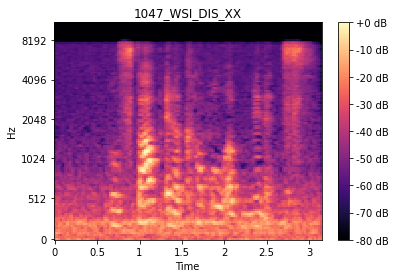 1047_WSI_DIS_XX
+0 dB
8192
-10 dB
4096
-20 dB
-30 dB
2048
Hz
-40 dB
1024
-50 dB
512
-60 dB
-70 dB
0
-80 dB
0 0.5 1 1.5 2 2.5 3
Time